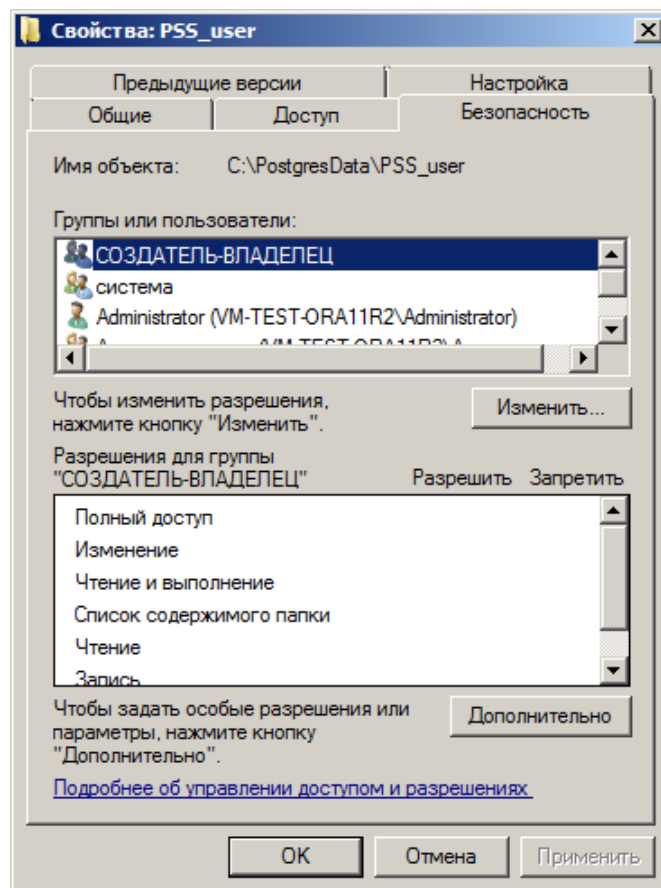 Свойства: PSS_user
Предыдущие версии
Настройка
Общие
Доступ
Безопасность
Имя объекта: C:\PostgresData\PSS_user
Группы или пользователи:
СОЗДАТЕЛЬ-ВЛАДЕЛЕЦ
система
Administrator (VM-TEST-ORA11R2\Administrator)
Чтобы изменить разрешения,
нажмите кнопку "Изменить".
Изменить...
Разрешения для группы
"СОЗДАТЕЛЬ-ВЛАДЕЛЕЦ" Разрешить Запретить
Полный доступ
Изменение
Чтение и выполнение
Список содержимого папки
Чтение
Запись
Чтобы задать особые разрешения или
параметры, нажмите кнопку
"Дополнительно".
Дополнительно
Подробнее об управлении доступом и разрешениях
OK
Отмена
Применить